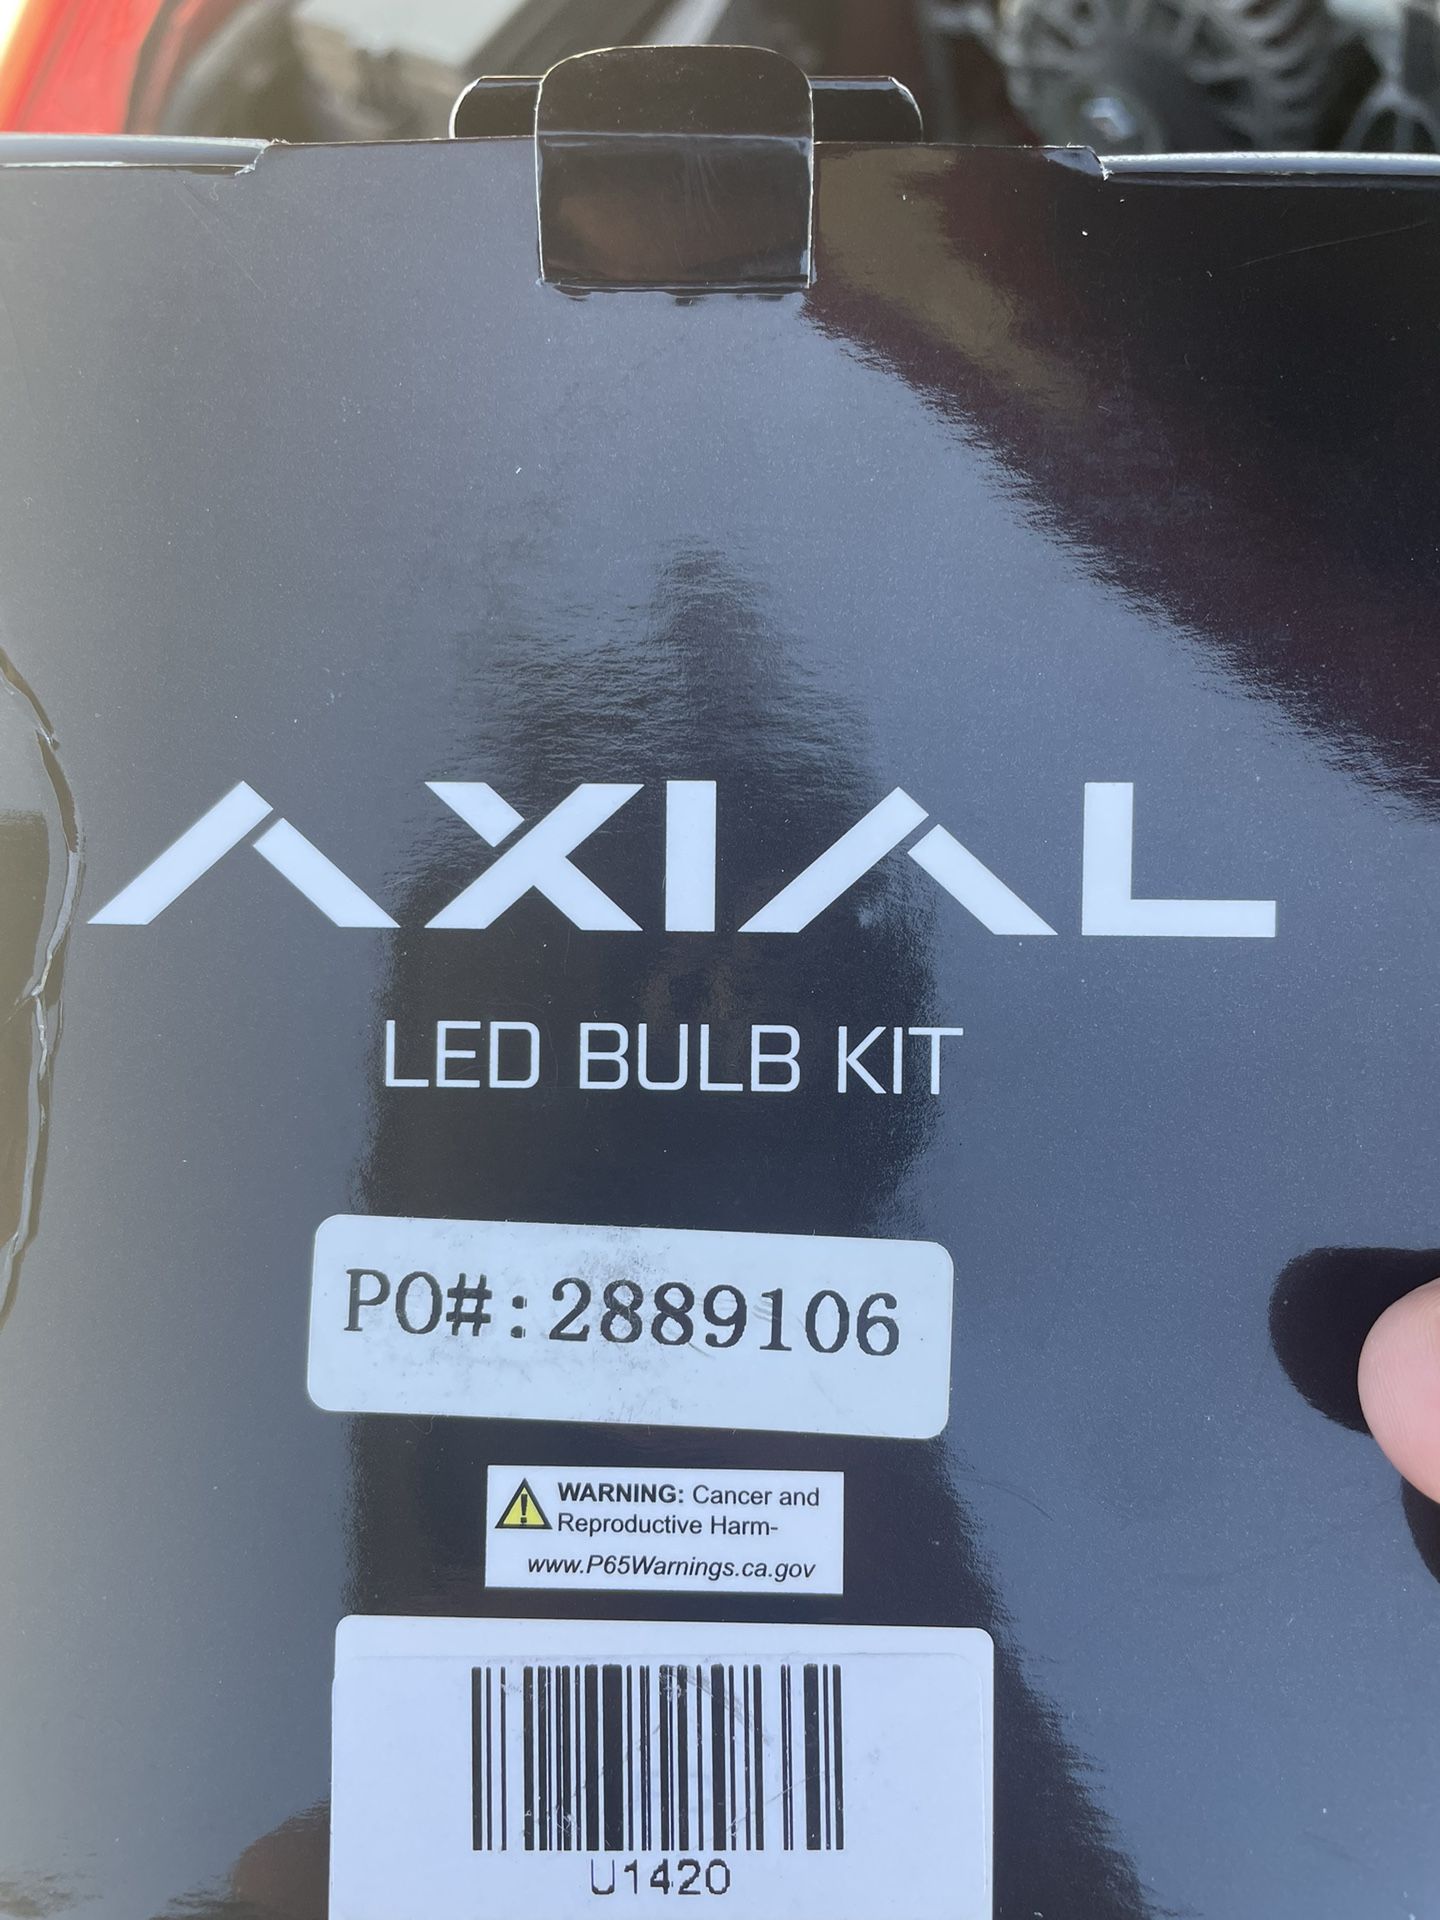 AXIAL
LED BULB KIT
PO#: 2889106
WARNING: Cancer and
Reproductive Harm-
www.P65Warnings.ca.gov
U1420